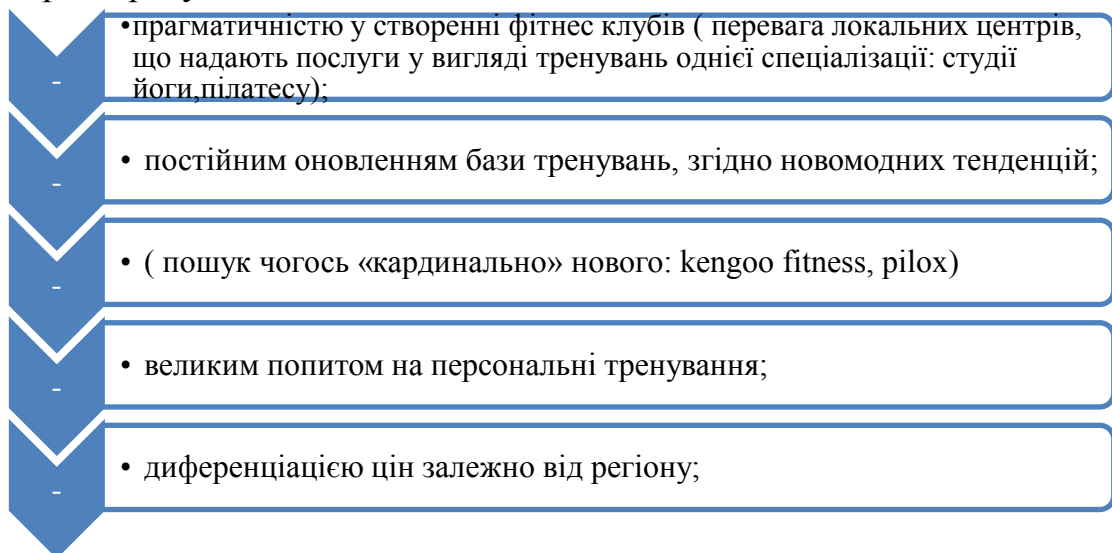 -
•прагматичністю у створенні фітнес клубів ( перевага локальних центрів,
що надають послуги у вигляді тренувань однієї спеціалізації: студії
йоги,пілатесу);
-
• постійним оновленням бази тренувань, згідно новомодних тенденцій;
-
• ( пошук чогось «кардинально» нового: kengoo fitness, pilox)
-
• великим попитом на персональні тренування;
-
• диференціацією цін залежно від регіону;
-